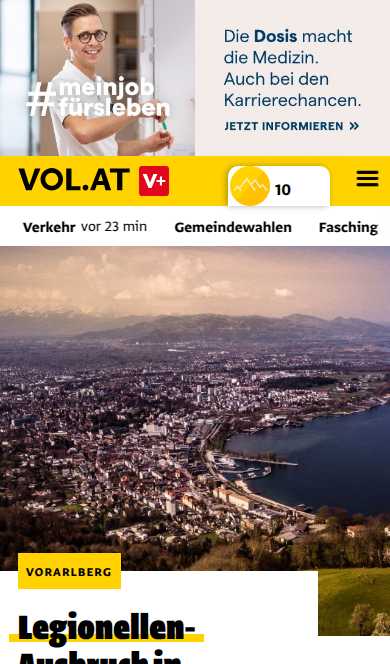 #meinjob
fürsleben
Die Dosis macht
die Medizin.
Auch bei den
Karrierechancen.
JETZT INFORMIEREN »
VOL.AT V+
10
Verkehr vor 23 min Gemeindewahlen Fasching
VORARLBERG
Legionellen-
Ausbruch in